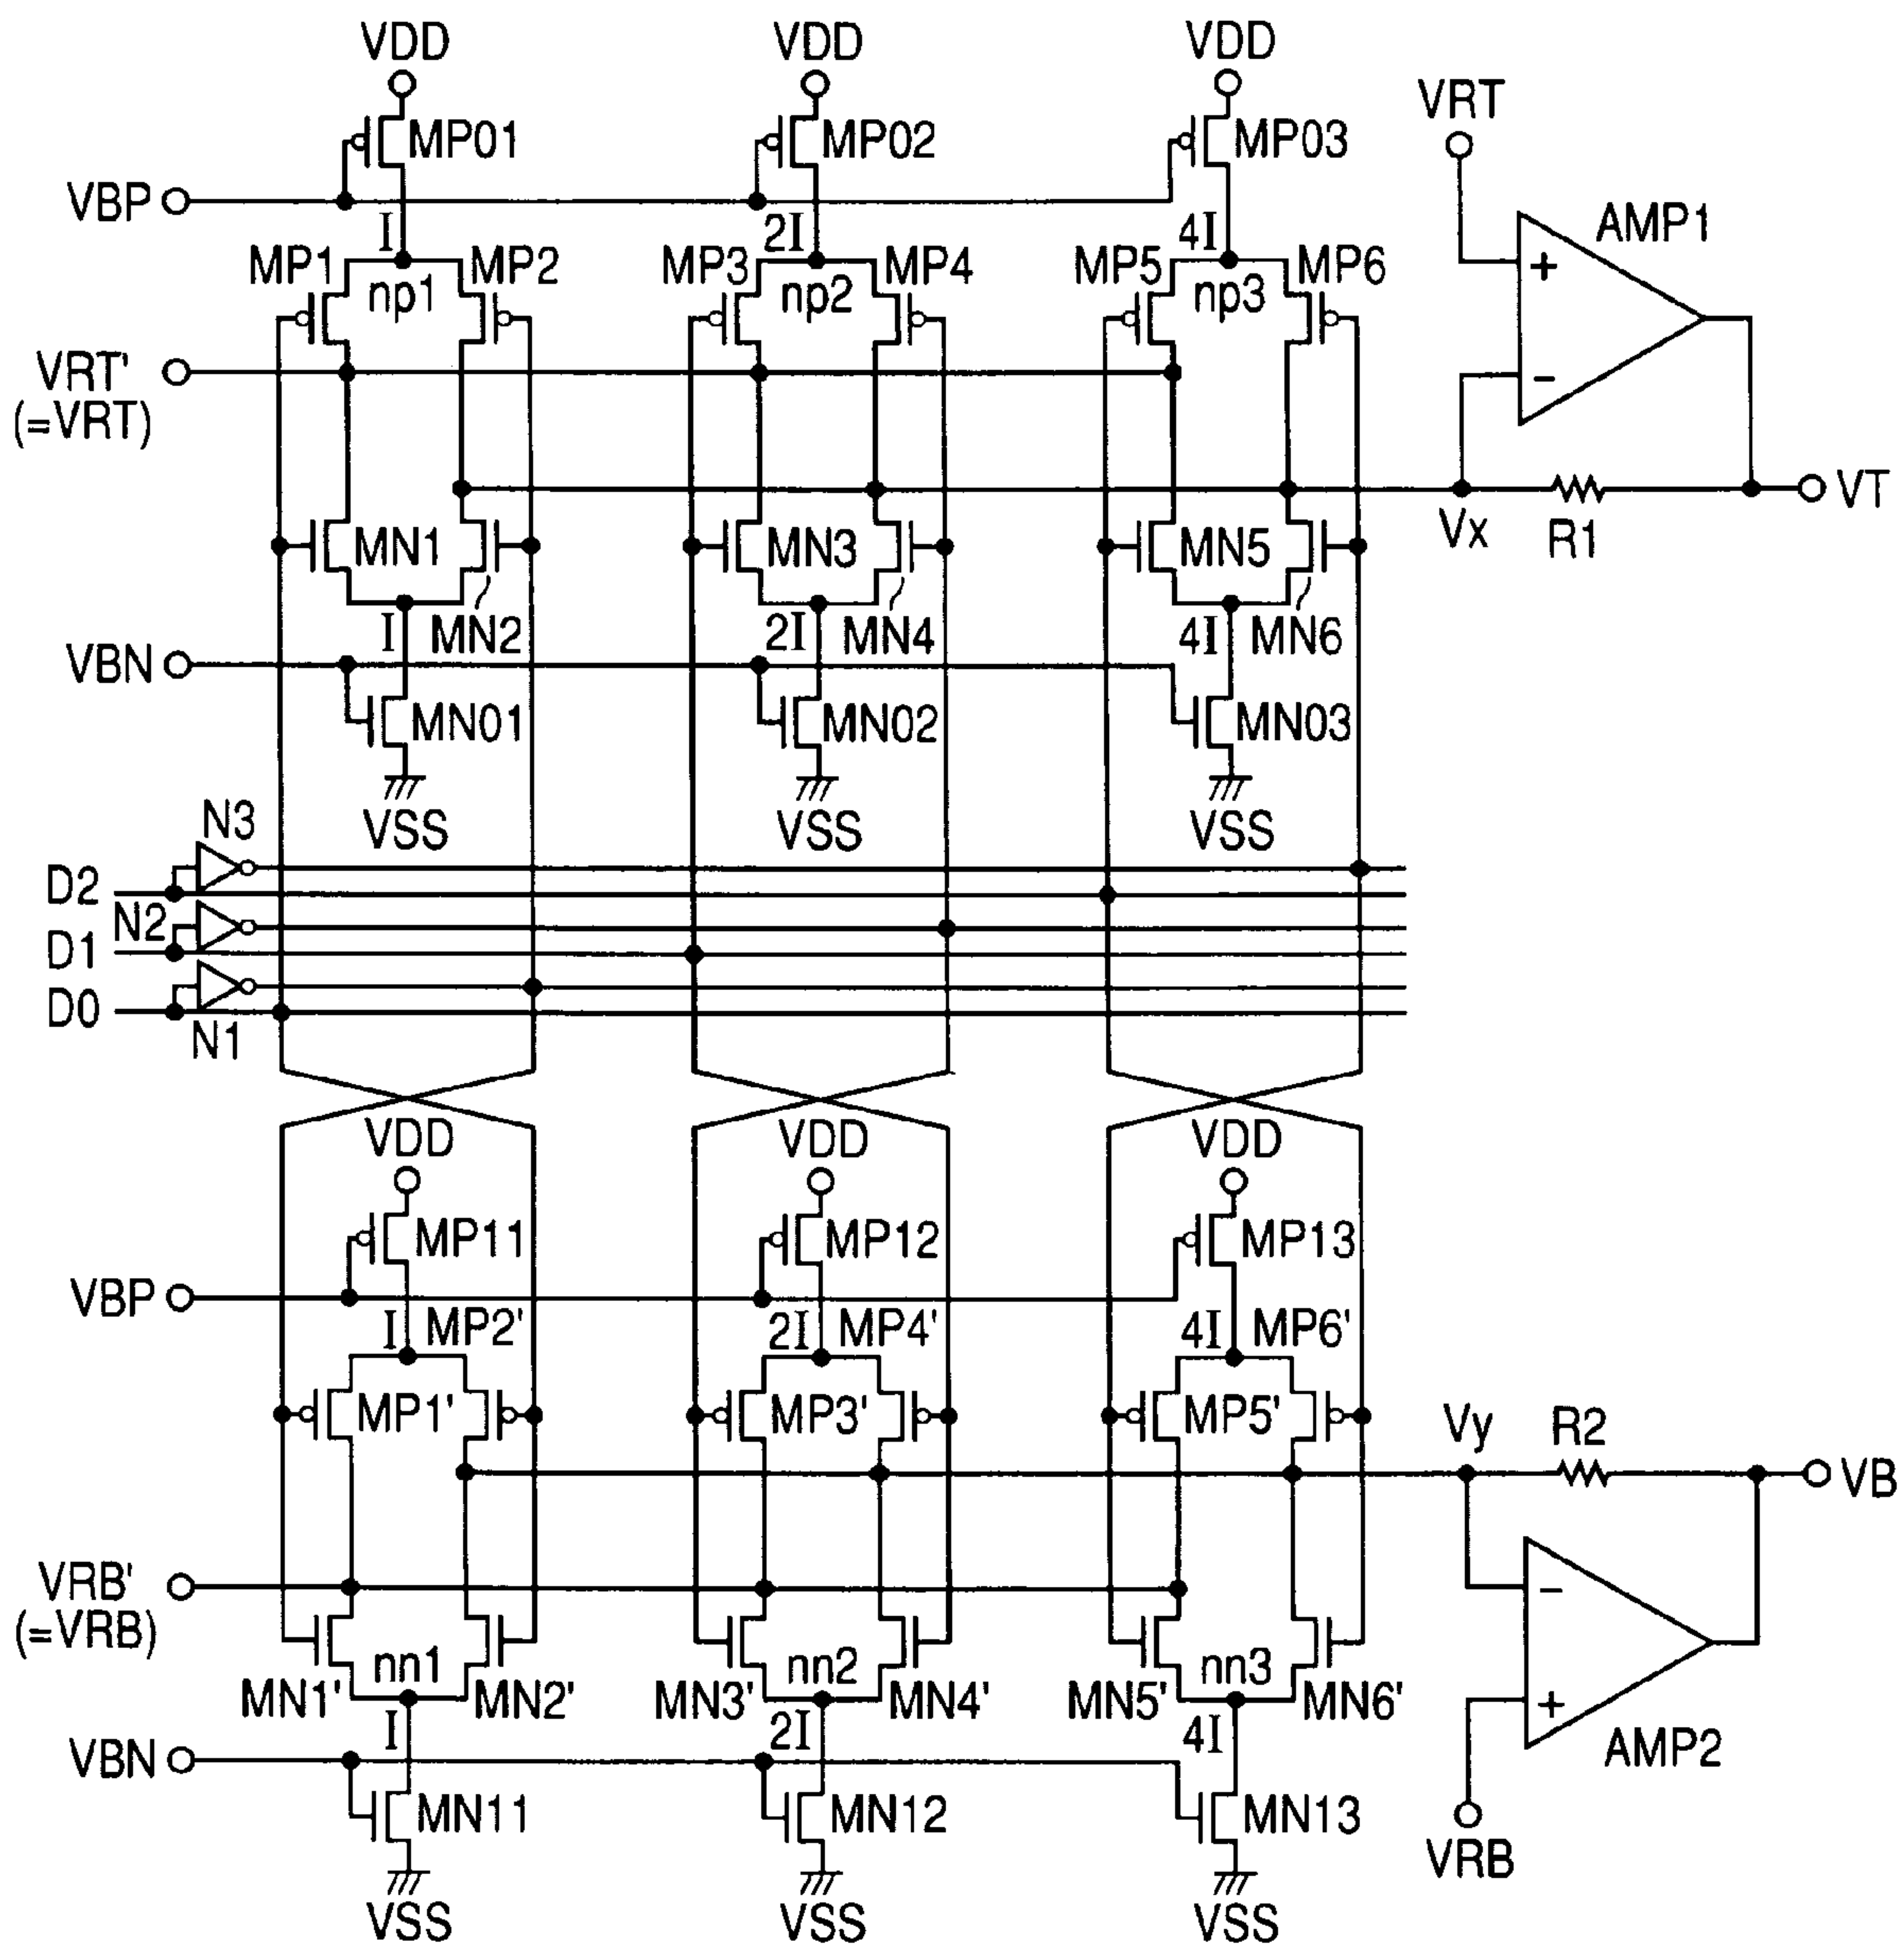 VDD VDD VDD
VRT
MP01 MP02 MP03
AMP1
VBP
I 2I 4I
MP1 MP2 MP3 MP4 MP5 MP6
np1 np2 np3
+
VRT'
(=VRT)
−
VT
Vx R1
MN1 MN3 MN5
I MN2 2I MN4 4I MN6
VBN
MN01 MN02 MN03
VSS VSS VSS
N3
D2
N2
D1
D0
N1
VDD VDD VDD
MP11 MP12 MP13
VBP
I MP2' 2I MP4' 4I MP6'
MP1' MP3' MP5'
Vy R2
VB
VRB'
(=VRB)
−
nn1 nn2 nn3
MN1' MN2' MN3' MN4' MN5' MN6'
+
I 2I 4I
AMP2
VBN
MN11 MN12 MN13
VRB
VSS VSS VSS